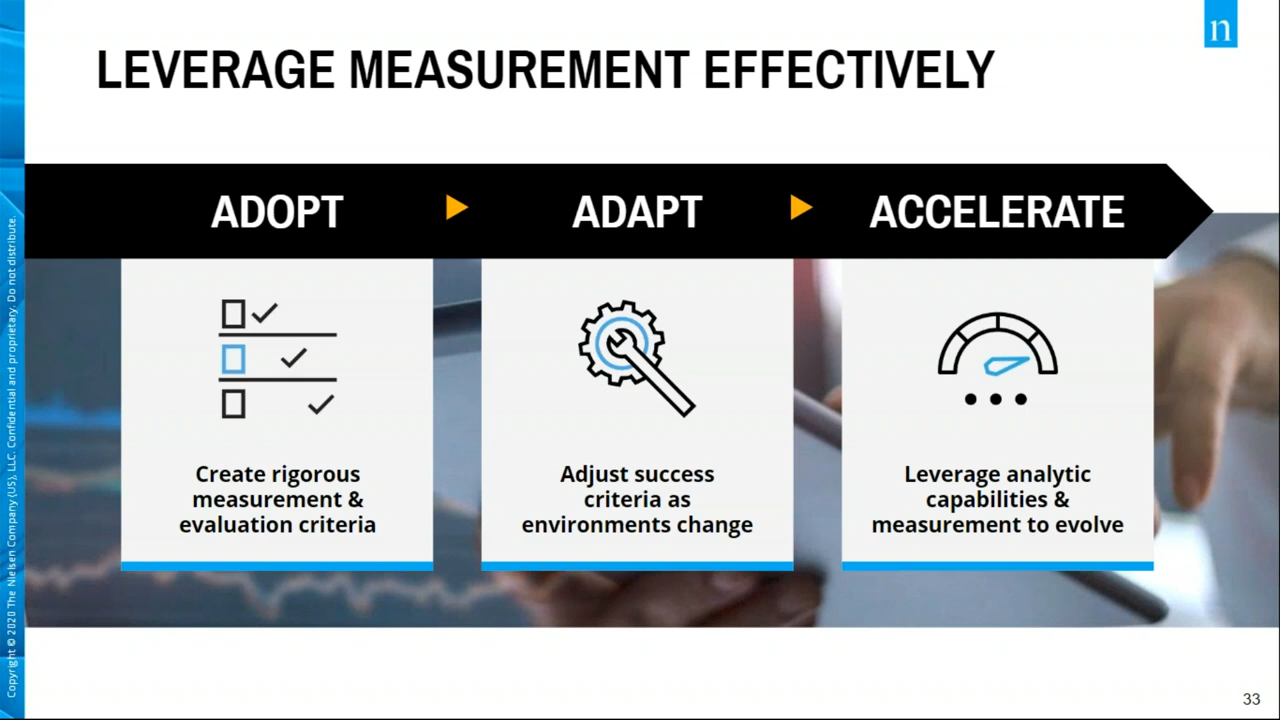 n
LEVERAGE MEASUREMENT EFFECTIVELY
ADOPT
ADAPT
ACCELERATE
Create rigorous
measurement &
evaluation criteria
Adjust success
criteria as
environments change
Leverage analytic
capabilities &
measurement to evolve
Copyright © 2020 The Nielsen Company (US), LLC. Confidential and proprietary. Do not distribute.
33